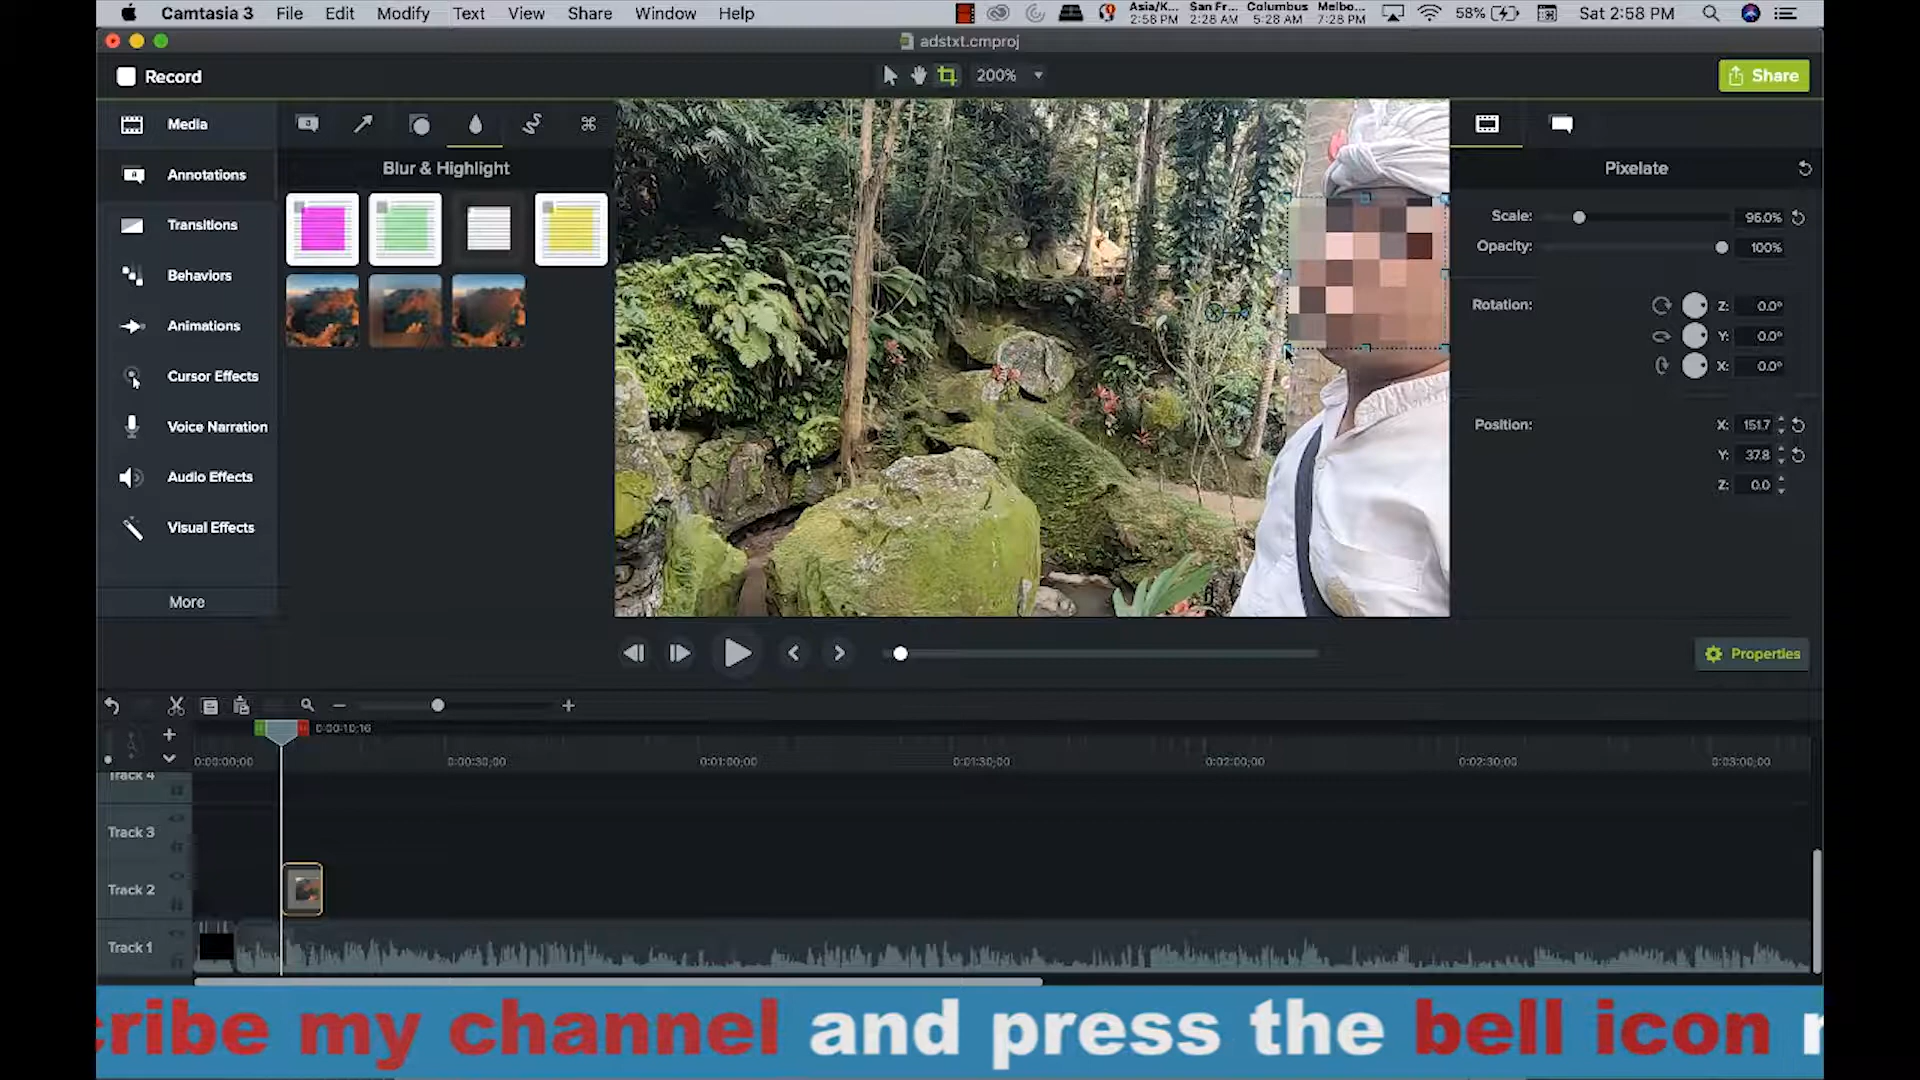 Camtasia 3 File Edit Modify Text View Share Window Help
Asia/K... San Fr... Columbus Melbo...
2:58 PM 2:28 AM 5:28 AM 7:28 PM
58% Sat 2:58 PM
adstxt.cmproj
Record
200%
Share
Media
Annotations
Transitions
Behaviors
Animations
Cursor Effects
Voice Narration
Audio Effects
Visual Effects
More
Blur & Highlight
Pixelate
Scale: 96.0%
Opacity: 100%
Rotation: Z: 0.0°
Y: 0.0°
X: 0.0°
Position: X: 151.7
Y: 37.8
Z: 0.0
Properties
0:00:10;16
0:00:00;00 0:00:30;00 0:01:00;00 0:01:30;00 0:02:00;00 0:02:30;00 0:03:00;00
Track 4
Track 3
Track 2
Track 1
cribe my channel and press the bell icon